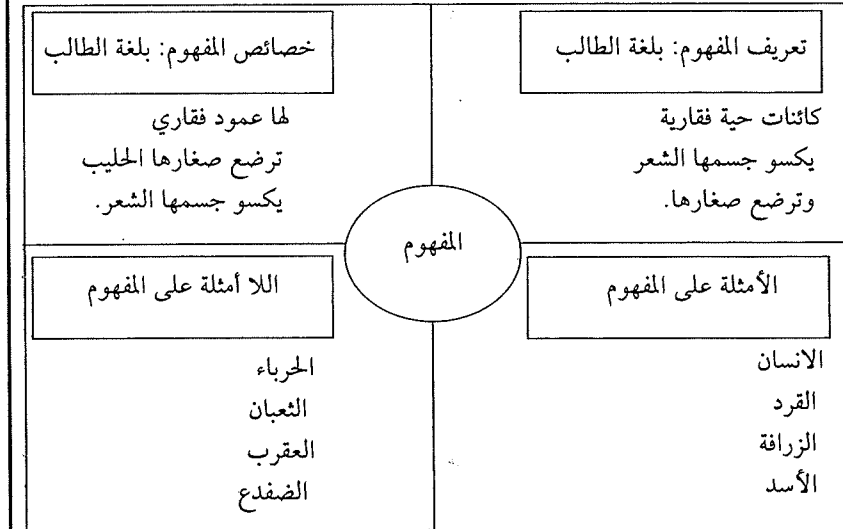 تعريف المفهوم: بلغة الطالب
كائنات حية فقارية
يكسو جسمها الشعر
وترضع صغارها.
خصائص المفهوم: بلغة الطالب
لها عمود فقاري
ترضع صغارها الحليب
يكسو جسمها الشعر.
المفهوم
الأمثلة على المفهوم
الانسان
القرد
الزرافة
الأسد
اللا أمثلة على المفهوم
الحرباء
الثعبان
العقرب
الضفدع